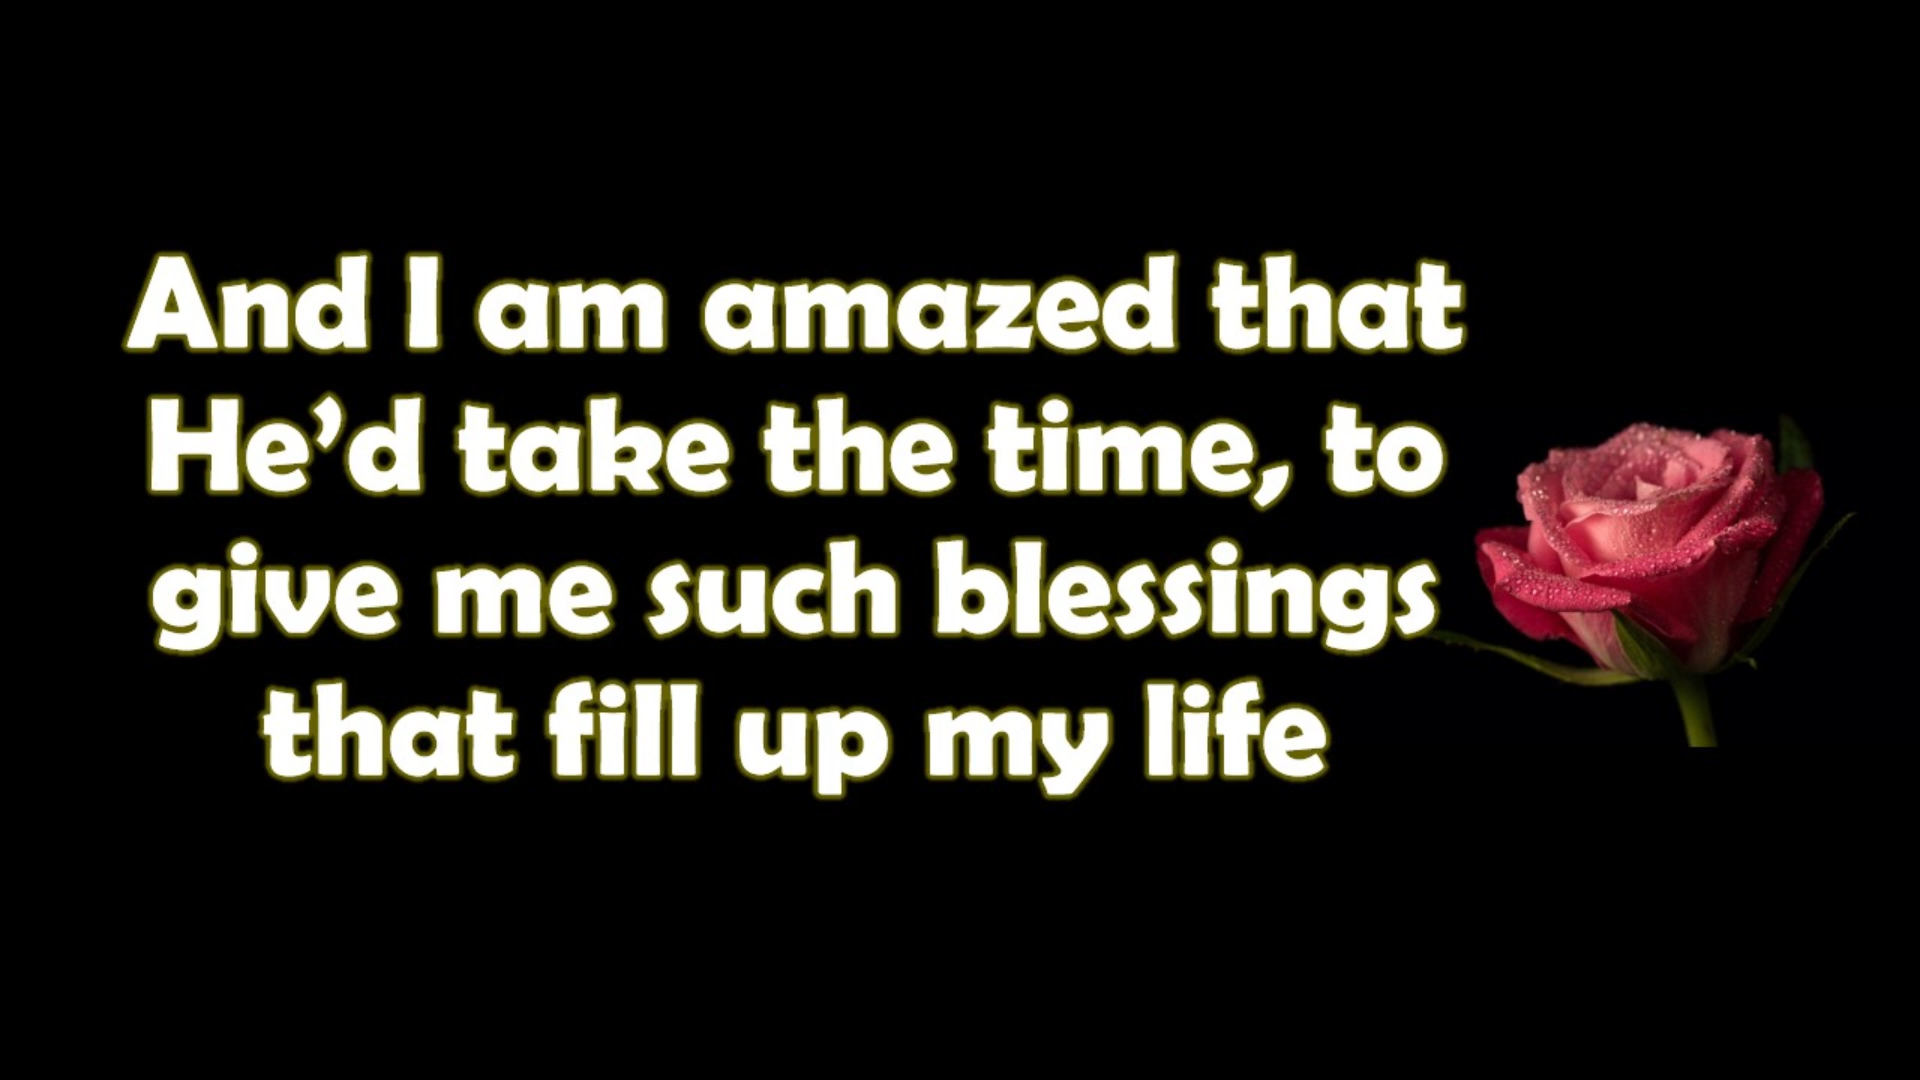 And I am amazed that
He’d take the time, to
give me such blessings
that fill up my life